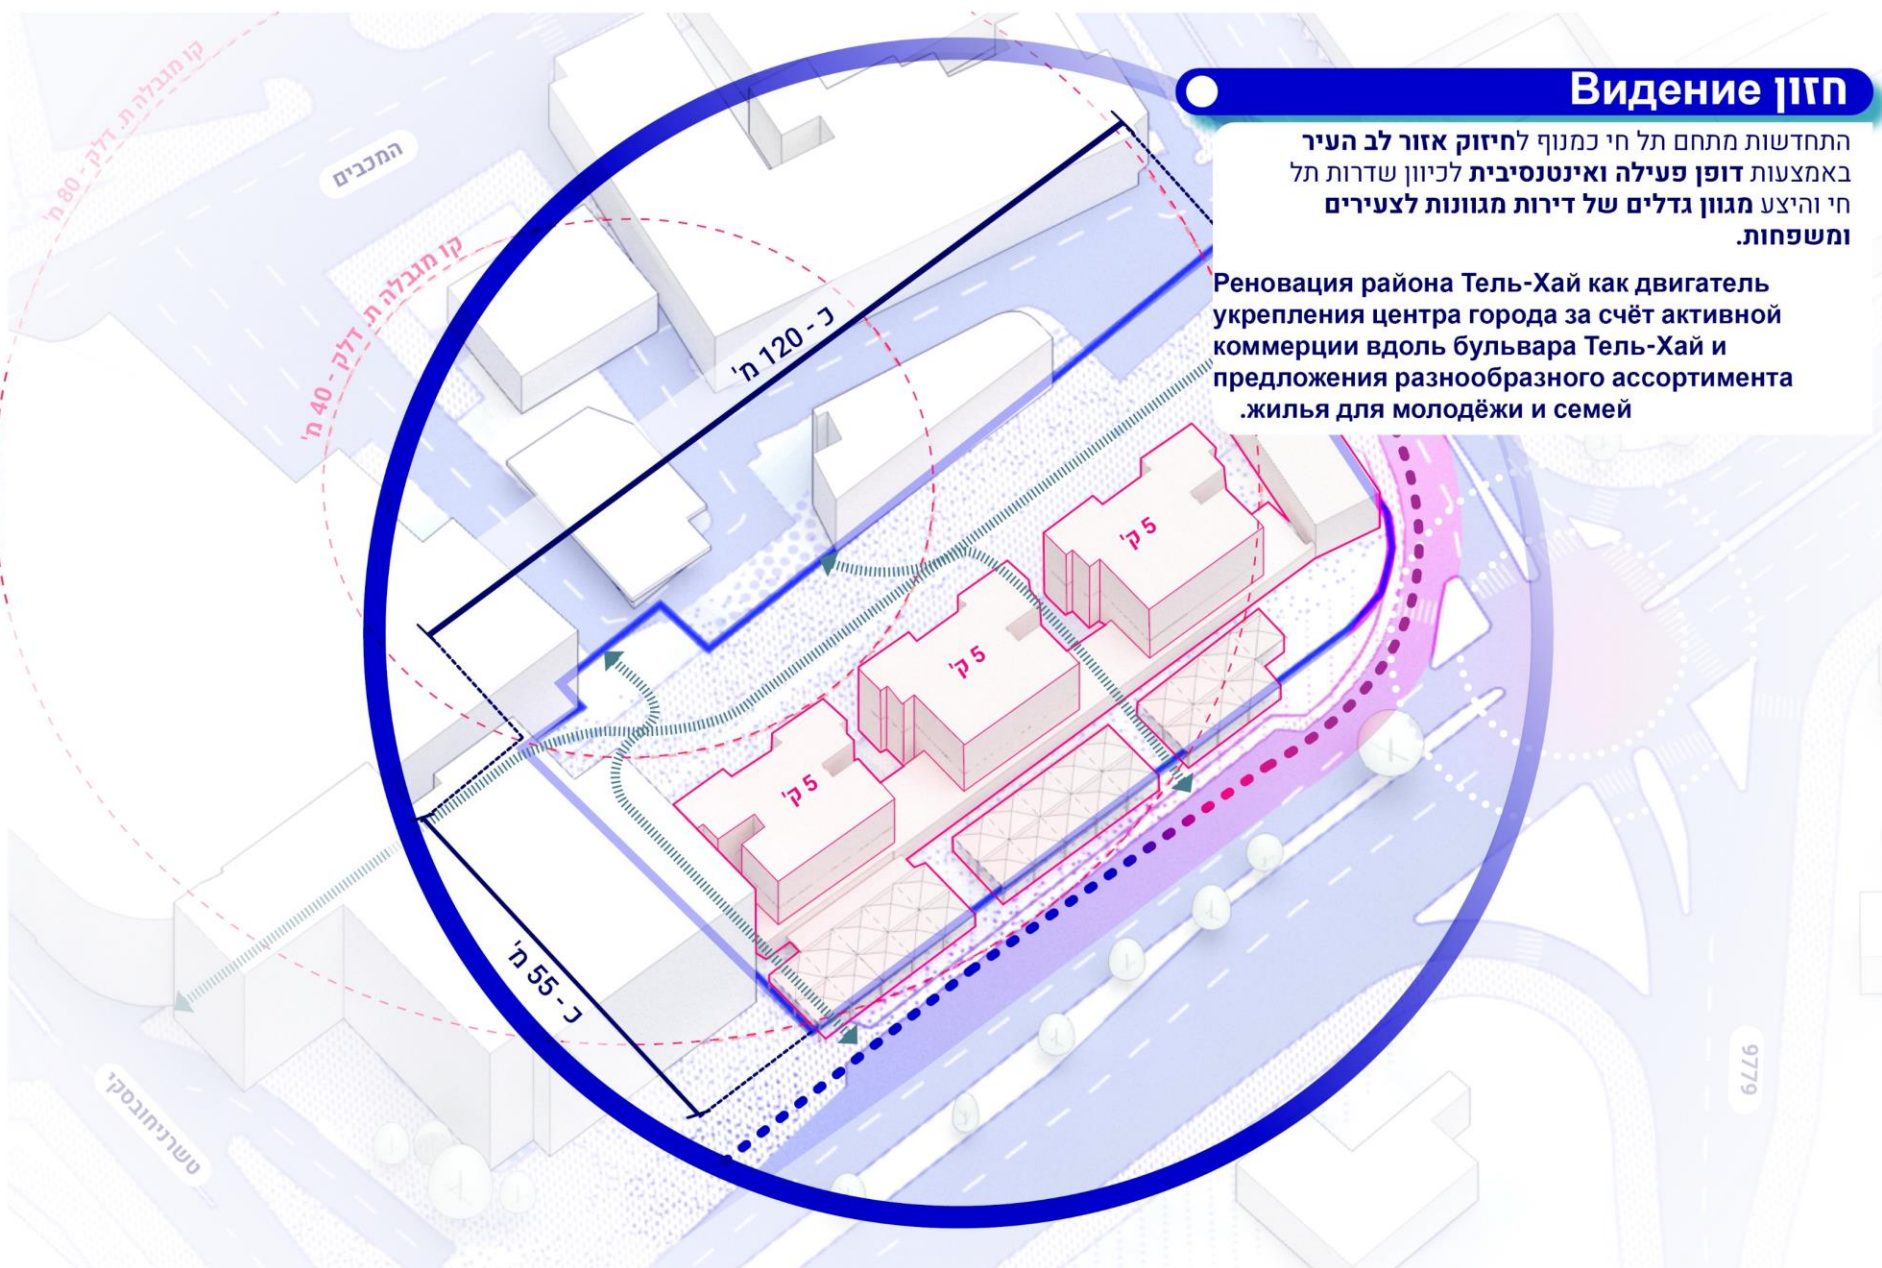 חזון Видение
התחדשות מתחם תל חי כמנוף לחיזוק אזור לב העיר
באמצעות דופן פעילה ואינטנסיבית לכיוון שדרות תל
חי והיצע מגוון גדלים של דירות מגוונות לצעירים
ומשפחות.
Реновация района Тель-Хай как двигатель
укрепления центра города за счёт активной
коммерции вдоль бульвара Тель-Хай и
предложения разнообразного ассортимента
.жилья для молодёжи и семей
קו מגבלה ת. דלק - 80 מ'
המכבים
קו מגבלה ת. דלק - 40 מ'
כ - 120 מ'
5 ק'
5 ק'
5 ק'
כ - 55 מ'
טשרניחובסקי
9779